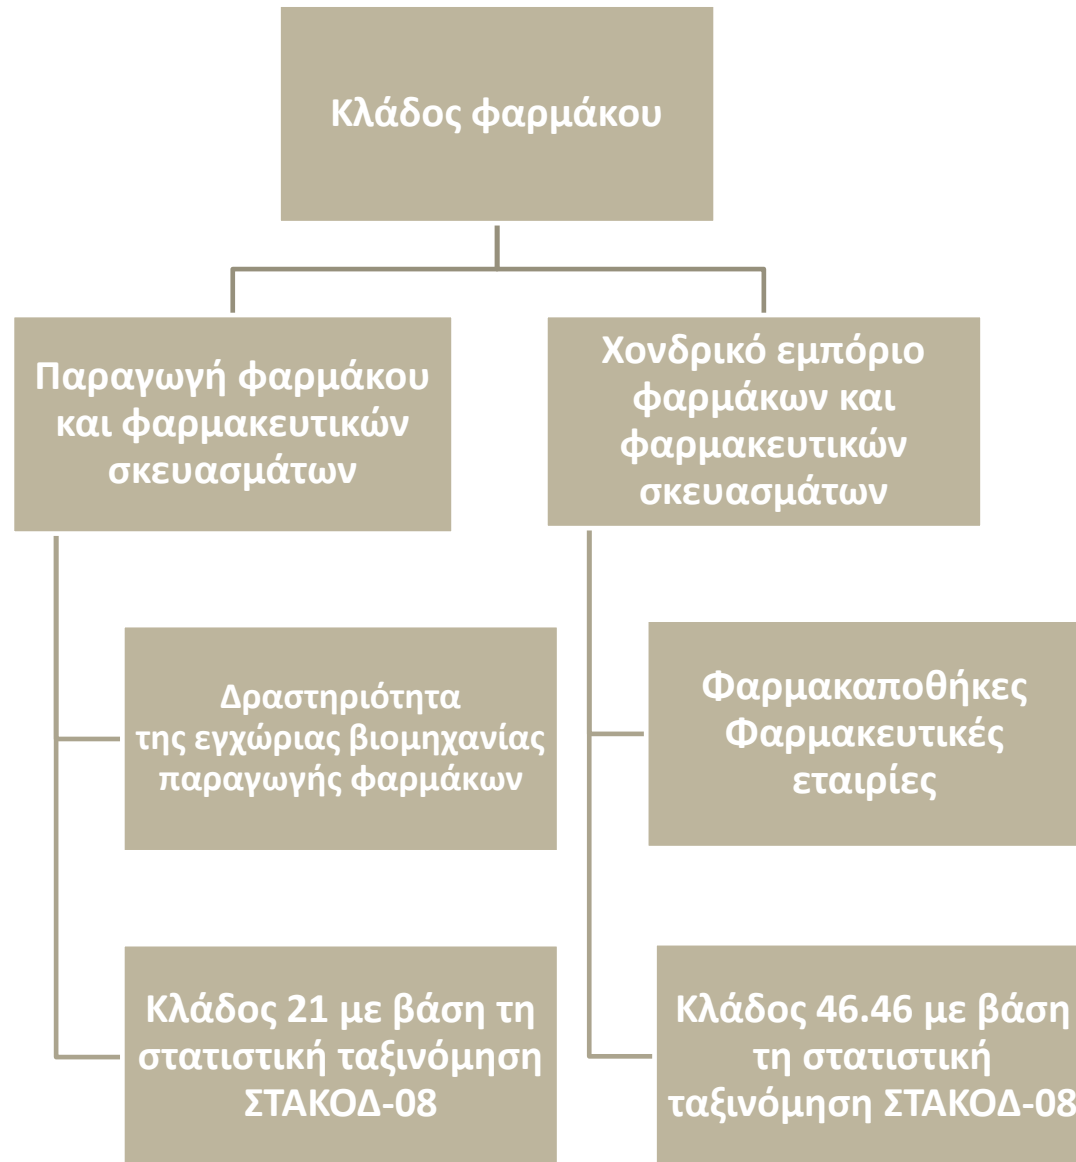 Κλάδος φαρμάκου
Παραγωγή φαρμάκου
και φαρμακευτικών
σκευασμάτων
Χονδρικό εμπόριο
φαρμάκων και
φαρμακευτικών
σκευασμάτων
Δραστηριότητα
της εγχώριας βιομηχανίας
παραγωγής φαρμάκων
Φαρμακαποθήκες
Φαρμακευτικές
εταιρίες
Κλάδος 21 με βάση τη
στατιστική ταξινόμηση
ΣΤΑΚΟΔ-08
Κλάδος 46.46 με βάση
τη στατιστική
ταξινόμηση ΣΤΑΚΟΔ-08